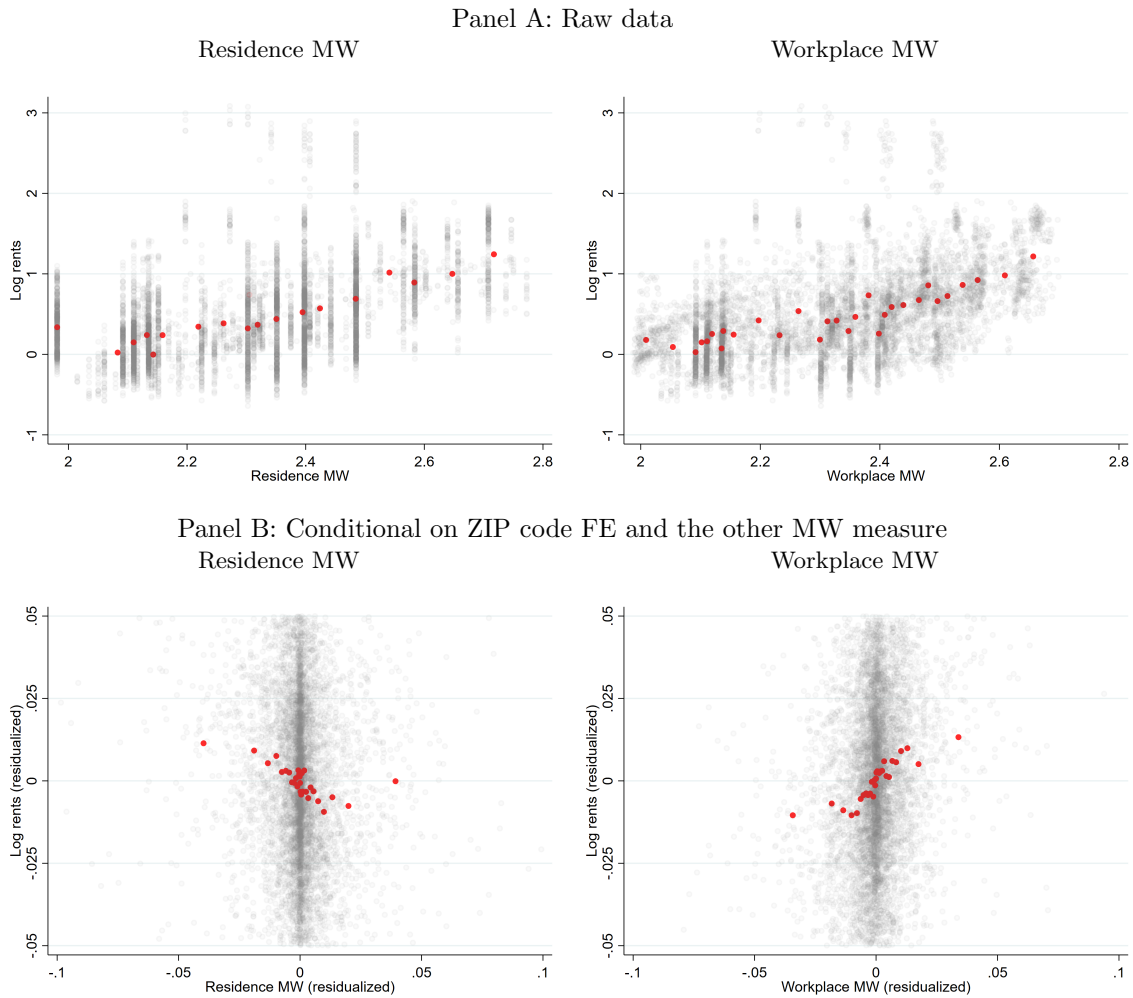 Panel A: Raw data
Residence MW
Workplace MW
Log rents
3
2
1
0
-1
2
2.2
2.4
2.6
2.8
Residence MW
Log rents
3
2
1
0
-1
2
2.2
2.4
2.6
2.8
Workplace MW
Panel B: Conditional on ZIP code FE and the other MW measure
Residence MW
Workplace MW
Log rents (residualized)
.05
.025
0
-.025
-.05
-.1
-.05
0
.05
.1
Residence MW (residualized)
Log rents (residualized)
.05
.025
0
-.025
-.05
-.1
-.05
0
.05
.1
Workplace MW (residualized)